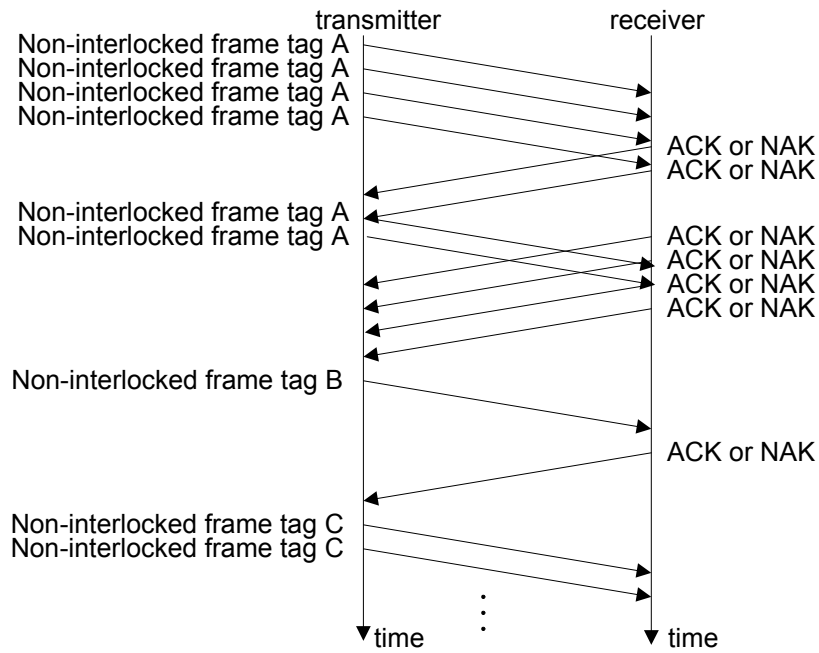 transmitter receiver
Non-interlocked frame tag A
Non-interlocked frame tag A
Non-interlocked frame tag A
Non-interlocked frame tag A
ACK or NAK
ACK or NAK
Non-interlocked frame tag A
Non-interlocked frame tag A
ACK or NAK
ACK or NAK
ACK or NAK
ACK or NAK
Non-interlocked frame tag B
ACK or NAK
Non-interlocked frame tag C
Non-interlocked frame tag C
time time